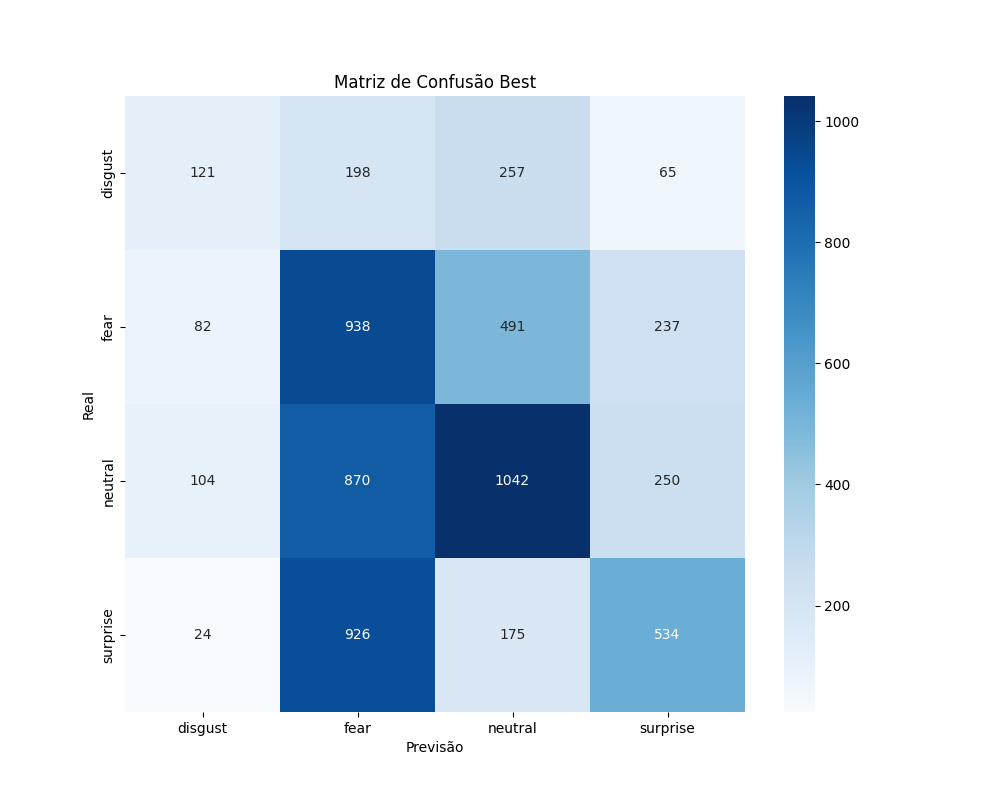 Matriz de Confusão Best
disgust 121 198 257 65
fear 82 938 491 237
neutral 104 870 1042 250
surprise 24 926 175 534
disgust fear neutral surprise
Previsão
Real
1000
800
600
400
200